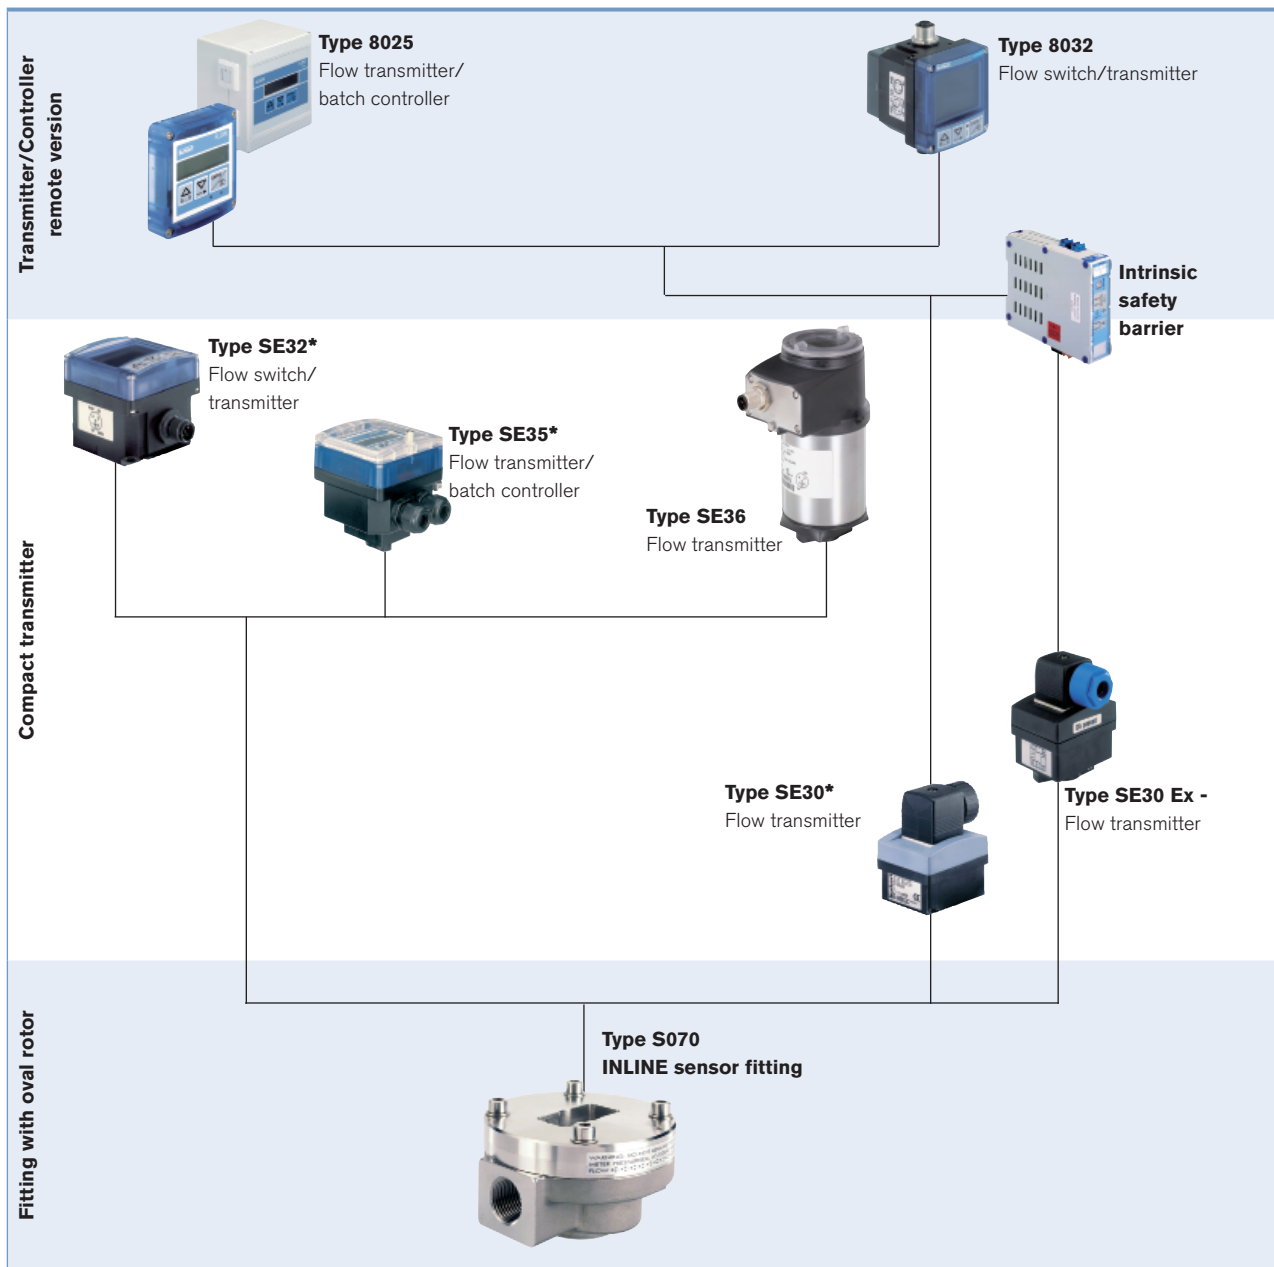 Transmitter/Controller
remote version
Type 8025
Flow transmitter/
batch controller
Type 8032
Flow switch/transmitter
Intrinsic
safety
barrier
Compact transmitter
Type SE32*
Flow switch/
transmitter
Type SE35*
Flow transmitter/
batch controller
Type SE36
Flow transmitter
Type SE30*
Flow transmitter
Type SE30 Ex -
Flow transmitter
Fitting with oval rotor
Type S070
INLINE sensor fitting